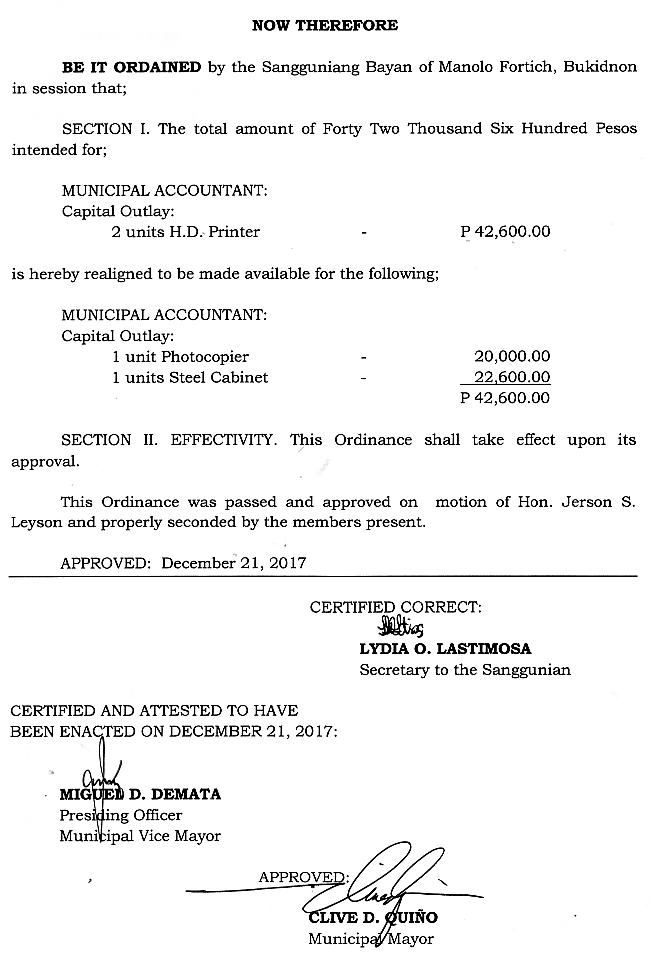 NOW THEREFORE
BE IT ORDAINED by the Sangguniang Bayan of Manolo Fortich, Bukidnon
in session that;
SECTION I. The total amount of Forty Two Thousand Six Hundred Pesos
intended for;
MUNICIPAL ACCOUNTANT:
Capital Outlay:
2 units H.D. Printer - P 42,600.00
is hereby realigned to be made available for the following;
MUNICIPAL ACCOUNTANT:
Capital Outlay:
1 unit Photocopier - 20,000.00
1 units Steel Cabinet - 22,600.00
P 42,600.00
SECTION II. EFFECTIVITY. This Ordinance shall take effect upon its
approval.
This Ordinance was passed and approved on motion of Hon. Jerson S.
Leyson and properly seconded by the members present.
APPROVED: December 21, 2017
CERTIFIED CORRECT:
LYDIA O. LASTIMOSA
Secretary to the Sanggunian
CERTIFIED AND ATTESTED TO HAVE
BEEN ENACTED ON DECEMBER 21, 2017:
MIGUEL D. DEMATA
Presiding Officer
Municipal Vice Mayor
APPROVED:
CLIVE D. QUIÑO
Municipal Mayor